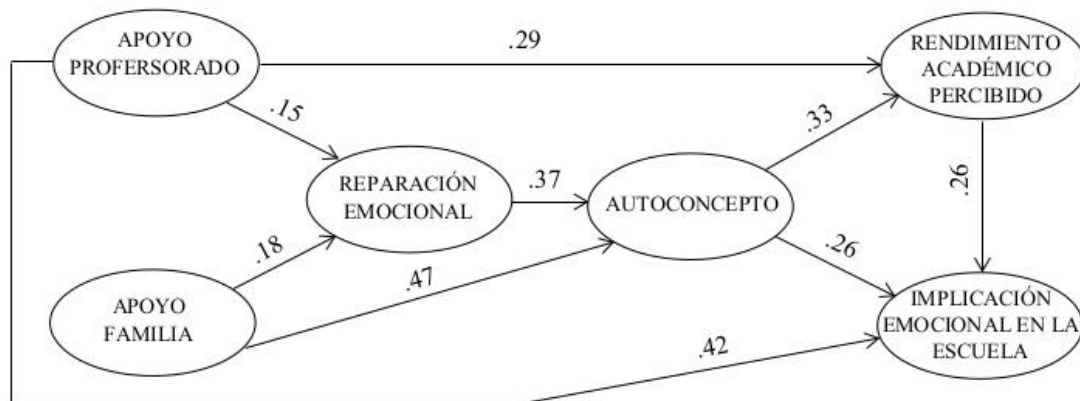 APOYO
PROFERSORADO
.29
RENDIMIENTO
ACADÉMICO
PERCIBIDO
.15
.33
REPARACIÓN
EMOCIONAL
.37
AUTOCONCEPTO
.26
.18
.47
.26
APOYO
FAMILIA
IMPLICACIÓN
EMOCIONAL EN LA
ESCUELA
.42